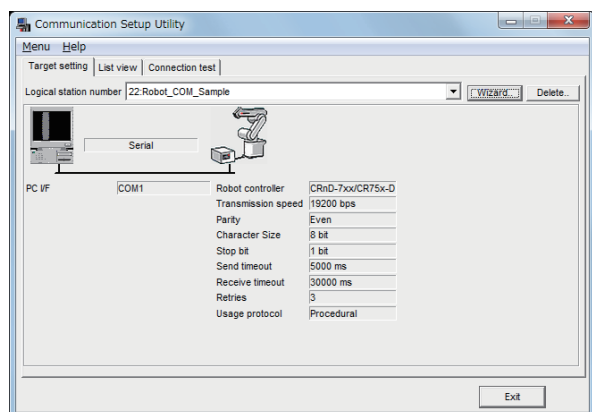 Communication Setup Utility
Menu Help
Target setting List view Connection test
Logical station number 22:Robot_COM_Sample Wizard... Delete..
Serial
PC I/F COM1 Robot controller CRnD-7xx/CR75x-D
Transmission speed 19200 bps
Parity Even
Character Size 8 bit
Stop bit 1 bit
Send timeout 5000 ms
Receive timeout 30000 ms
Retries 3
Usage protocol Procedural
Exit